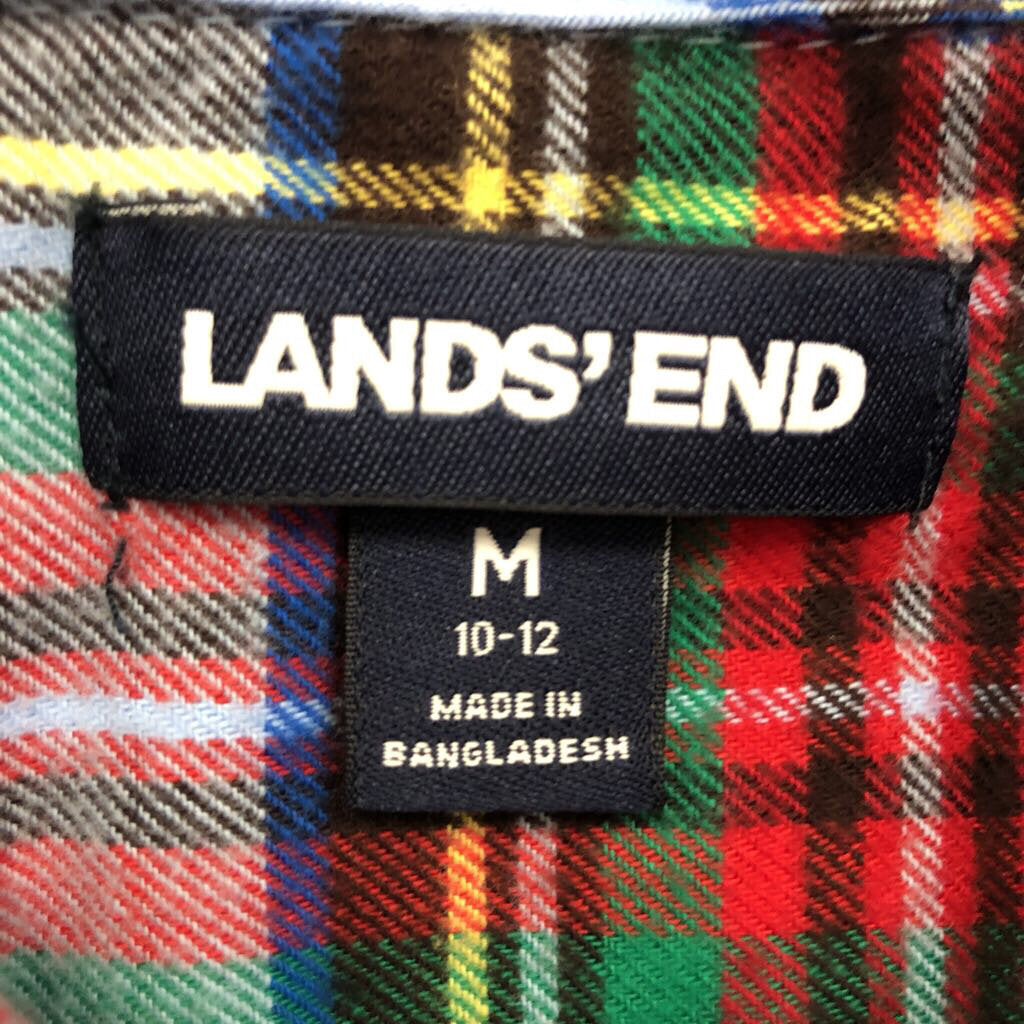 LANDS' END
M
10-12
MADE IN
BANGLADESH